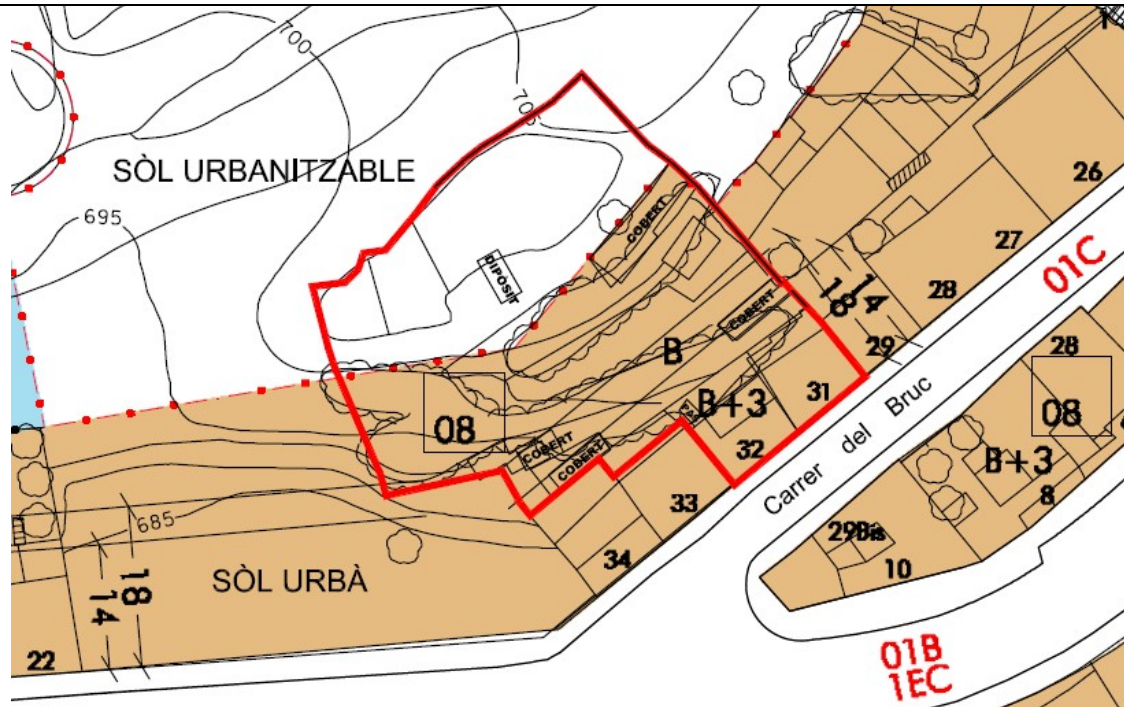 700
705
SÒL URBANITZABLE
695
DIPÒSIT
COBERT
26
27
01C
28
18
14
COBERT
B
29
28
31
B+3
08
32
08
B+3
Carrer del Bruc
COBERT
COBERT
33
8
685
29Bis
10
34
SÒL URBÀ
18
14
22
01B
1EC